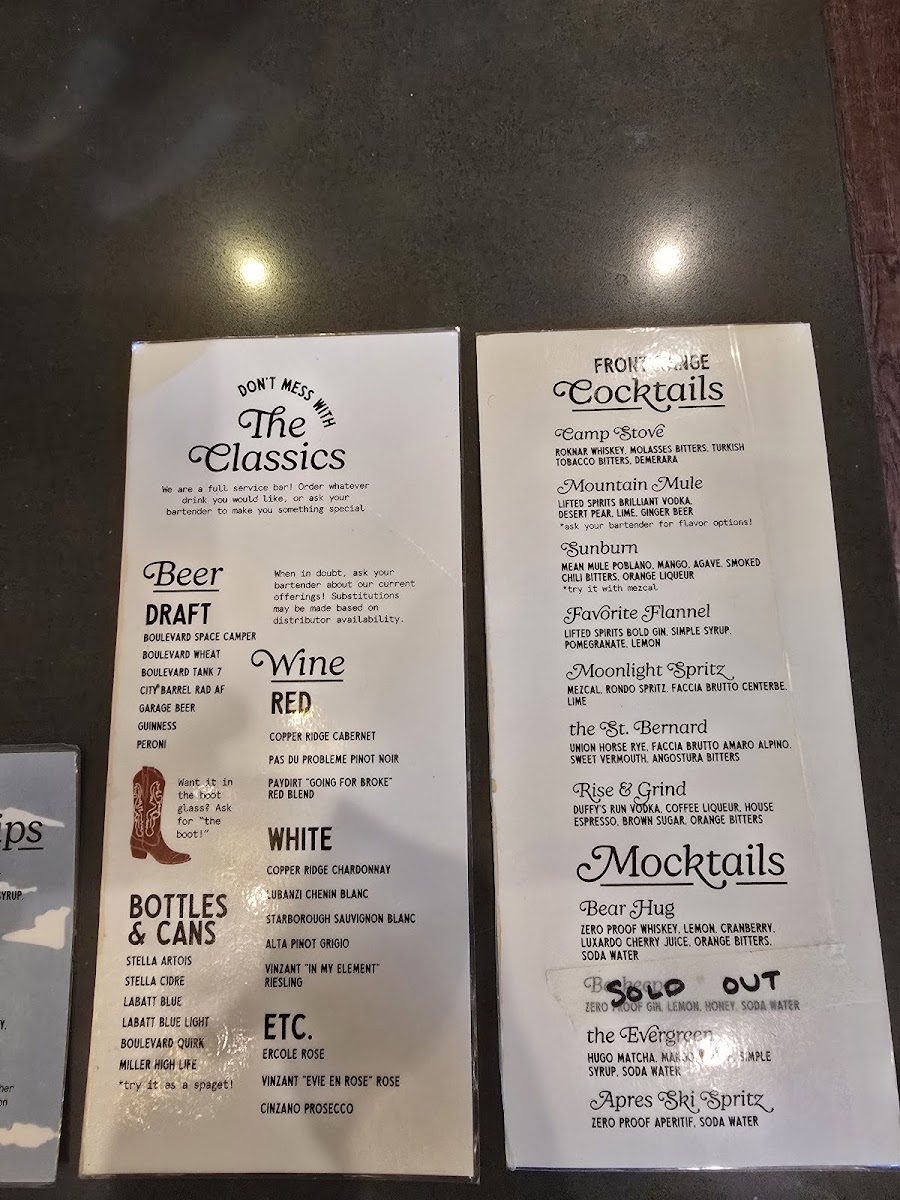 DON'T MESS WITH
The
Classics
We are a full service bar! Order whatever
drink you would like, or ask your
bartender to make you something special
Beer
DRAFT
BOULEVARD SPACE CAMPER
BOULEVARD WHEAT
BOULEVARD TANK 7
CITY BARREL RAD AF
GARAGE BEER
GUINNESS
PERONI
Want it in
the boot
glass? Ask
for "the
boot!"
BOTTLES
& CANS
STELLA ARTOIS
STELLA CIDRE
LABATT BLUE
LABATT BLUE LIGHT
BOULEVARD QUIRK
MILLER HIGH LIFE
*try it as a spaget!
When in doubt, ask your
bartender about our current
offerings! Substitutions
may be made based on
distributor availability.
Wine
RED
COPPER RIDGE CABERNET
PAS DU PROBLEME PINOT NOIR
PAYDIRT "GOING FOR BROKE"
RED BLEND
WHITE
COPPER RIDGE CHARDONNAY
LUBANZI CHENIN BLANC
STARBOROUGH SAUVIGNON BLANC
ALTA PINOT GRIGIO
VINZANT "IN MY ELEMENT"
RIESLING
ETC.
ERCOLE ROSE
VINZANT "EVIE EN ROSE" ROSE
CINZANO PROSECCO
FRONT RANGE
Cocktails
Camp Stove
ROKNAR WHISKEY, MOLASSES BITTERS, TURKISH
TOBACCO BITTERS, DEMERARA
Mountain Mule
LIFTED SPIRITS BRILLIANT VODKA,
DESERT PEAR, LIME, GINGER BEER
*ask your bartender for flavor options!
Sunburn
MEAN MULE POBLANO, MANGO, AGAVE, SMOKED
CHILI BITTERS, ORANGE LIQUEUR
*try it with mezcal
Favorite Flannel
LIFTED SPIRITS BOLD GIN, SIMPLE SYRUP,
POMEGRANATE, LEMON
Moonlight Spritz
MEZCAL, RONDO SPRITZ, FACCIA BRUTTO CENTERBE,
LIME
the St. Bernard
UNION HORSE RYE, FACCIA BRUTTO AMARO ALPINO,
SWEET VERMOUTH, ANGOSTURA BITTERS
Rise & Grind
DUFFY'S RUN VODKA, COFFEE LIQUEUR, HOUSE
ESPRESSO, BROWN SUGAR, ORANGE BITTERS
Mocktails
Bear Hug
ZERO PROOF WHISKEY, LEMON, CRANBERRY,
LUXARDO CHERRY JUICE, ORANGE BITTERS,
SODA WATER
SOLD OUT
ZERO PROOF GIN, LEMON, HONEY, SODA WATER
the Evergreen
HUGO MATCHA, SIMPLE
SYRUP, SODA WATER
Apres Ski Spritz
ZERO PROOF APERITIF, SODA WATER